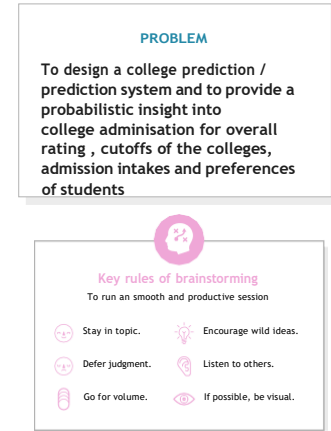 PROBLEM
To design a college prediction /
prediction system and to provide a
probabilistic insight into
college adminisation for overall
rating , cutoffs of the colleges,
admission intakes and preferences
of students
Key rules of brainstorming
To run an smooth and productive session
Stay in topic.
Encourage wild ideas.
Defer judgment.
Listen to others.
Go for volume.
If possible, be visual.